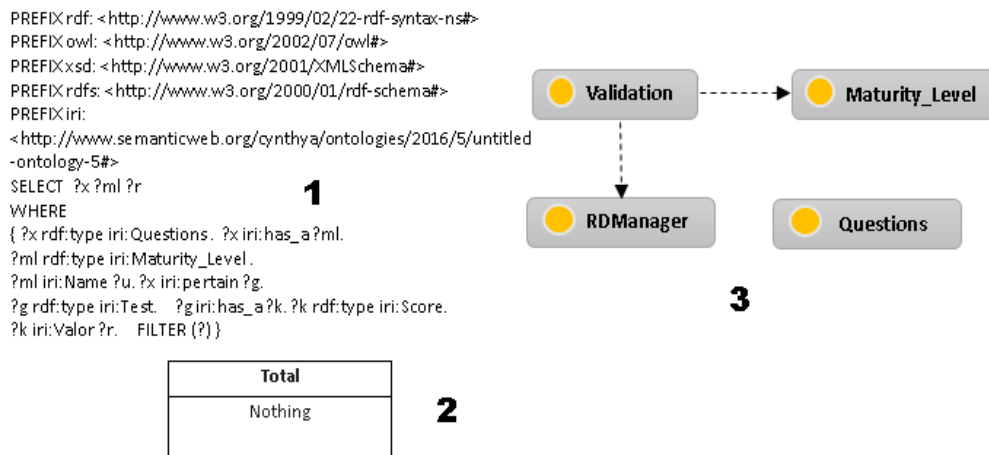 PREFIX rdf: <http://www.w3.org/1999/02/22-rdf-syntax-ns#>
PREFIX owl: <http://www.w3.org/2002/07/owl#>
PREFIX xsd: <http://www.w3.org/2001/XMLSchema#>
PREFIX rdfs: <http://www.w3.org/2000/01/rdf-schema#>
PREFIX iri:
<http://www.semanticweb.org/cynthya/ontologies/2016/5/untitled
-ontology-5#>
SELECT ?x ?ml ?r
WHERE
{ ?x rdf:type iri:Questions. ?x iri:has_a ?ml.
?ml rdf:type iri:Maturity_Level.
?ml iri:Name ?u. ?x iri:pertain ?g.
?g rdf:type iri:Test. ?g iri:has_a ?k. ?k rdf:type iri:Score.
?k iri:Valor ?r. FILTER (?) }
1
Total
Nothing
2
Validation
Maturity_Level
RDManager
Questions
3